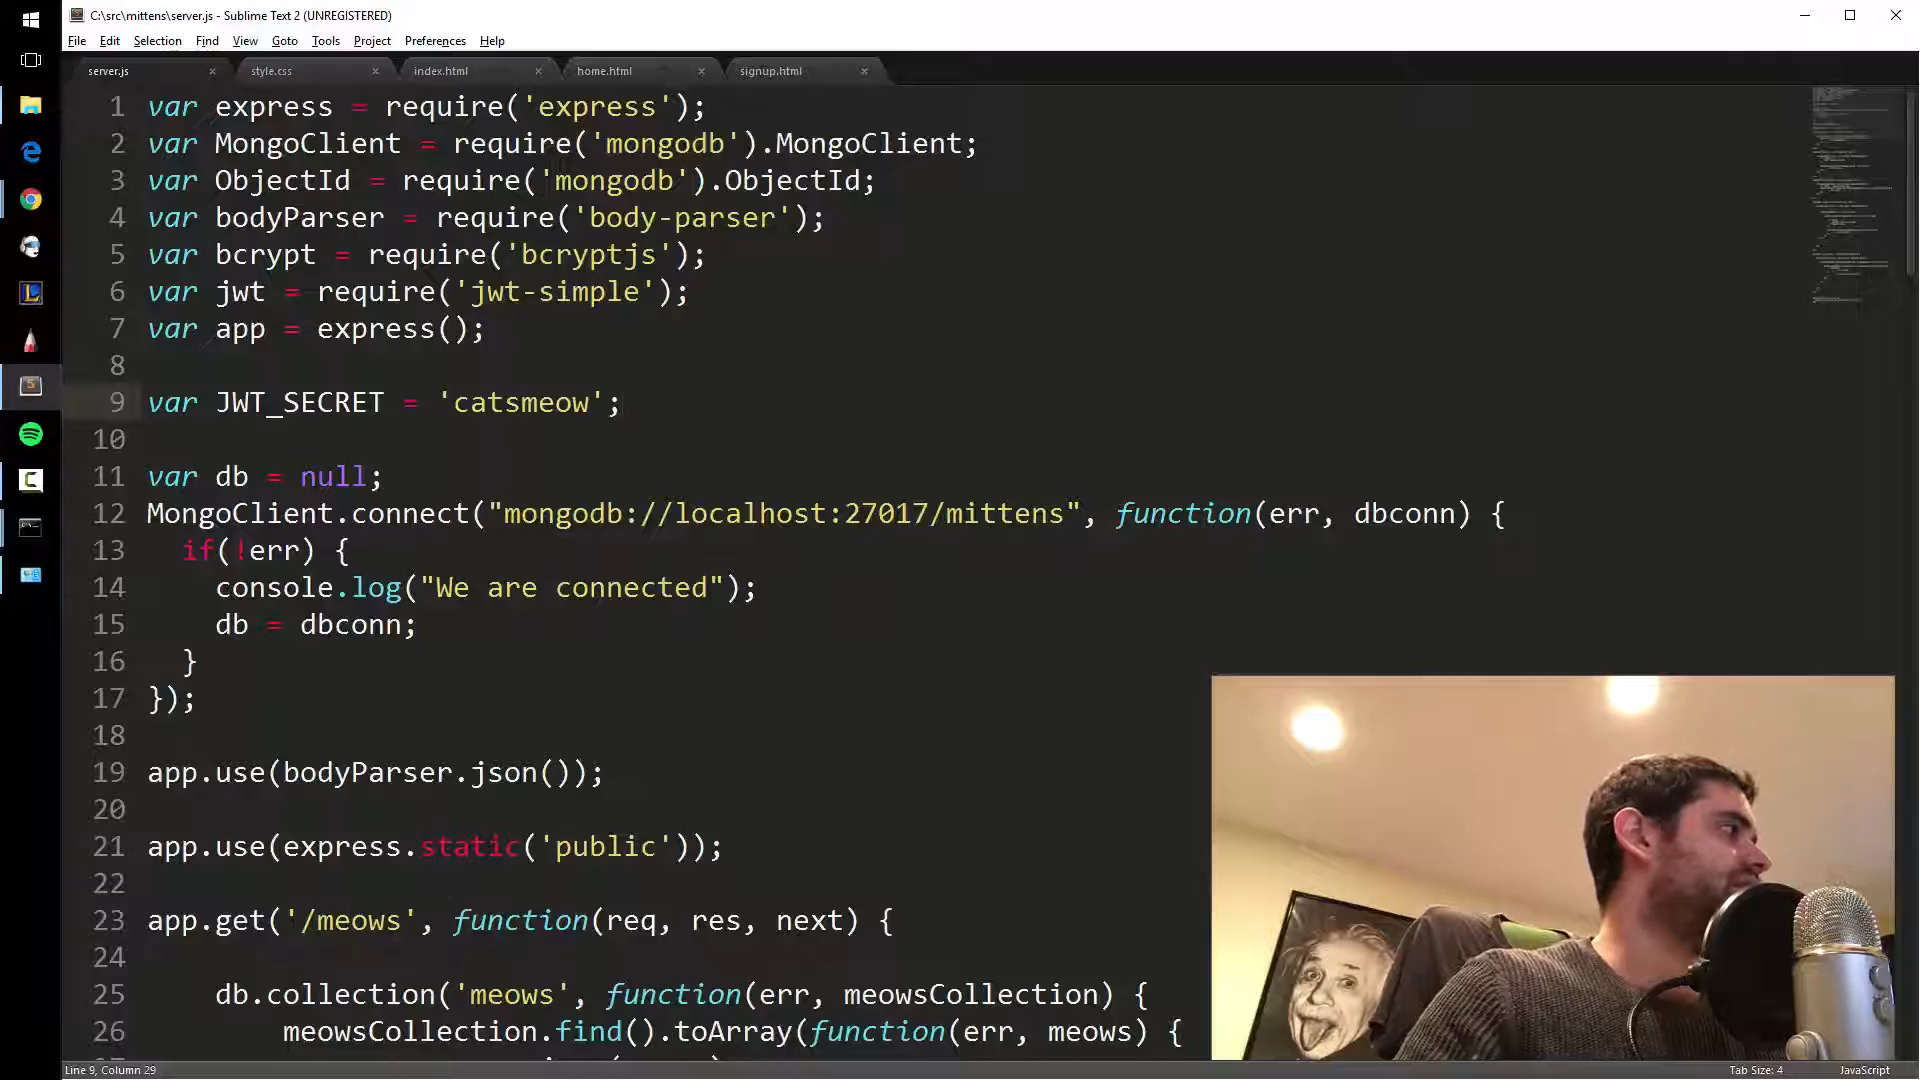 C:\src\mittens\server.js - Sublime Text 2 (UNREGISTERED)
File Edit Selection Find View Goto Tools Project Preferences Help
server.js style.css index.html home.html signup.html
1 var express = require('express');
2 var MongoClient = require('mongodb').MongoClient;
3 var ObjectId = require('mongodb').ObjectId;
4 var bodyParser = require('body-parser');
5 var bcrypt = require('bcryptjs');
6 var jwt = require('jwt-simple');
7 var app = express();
8
9 var JWT_SECRET = 'catsmeow';
10
11 var db = null;
12 MongoClient.connect("mongodb://localhost:27017/mittens", function(err, dbconn) {
13 if(!err) {
14 console.log("We are connected");
15 db = dbconn;
16 }
17 });
18
19 app.use(bodyParser.json());
20
21 app.use(express.static('public'));
22
23 app.get('/meows', function(req, res, next) {
24
25 db.collection('meows', function(err, meowsCollection) {
26 meowsCollection.find().toArray(function(err, meows) {
Line 9, Column 29 Tab Size: 4 JavaScript